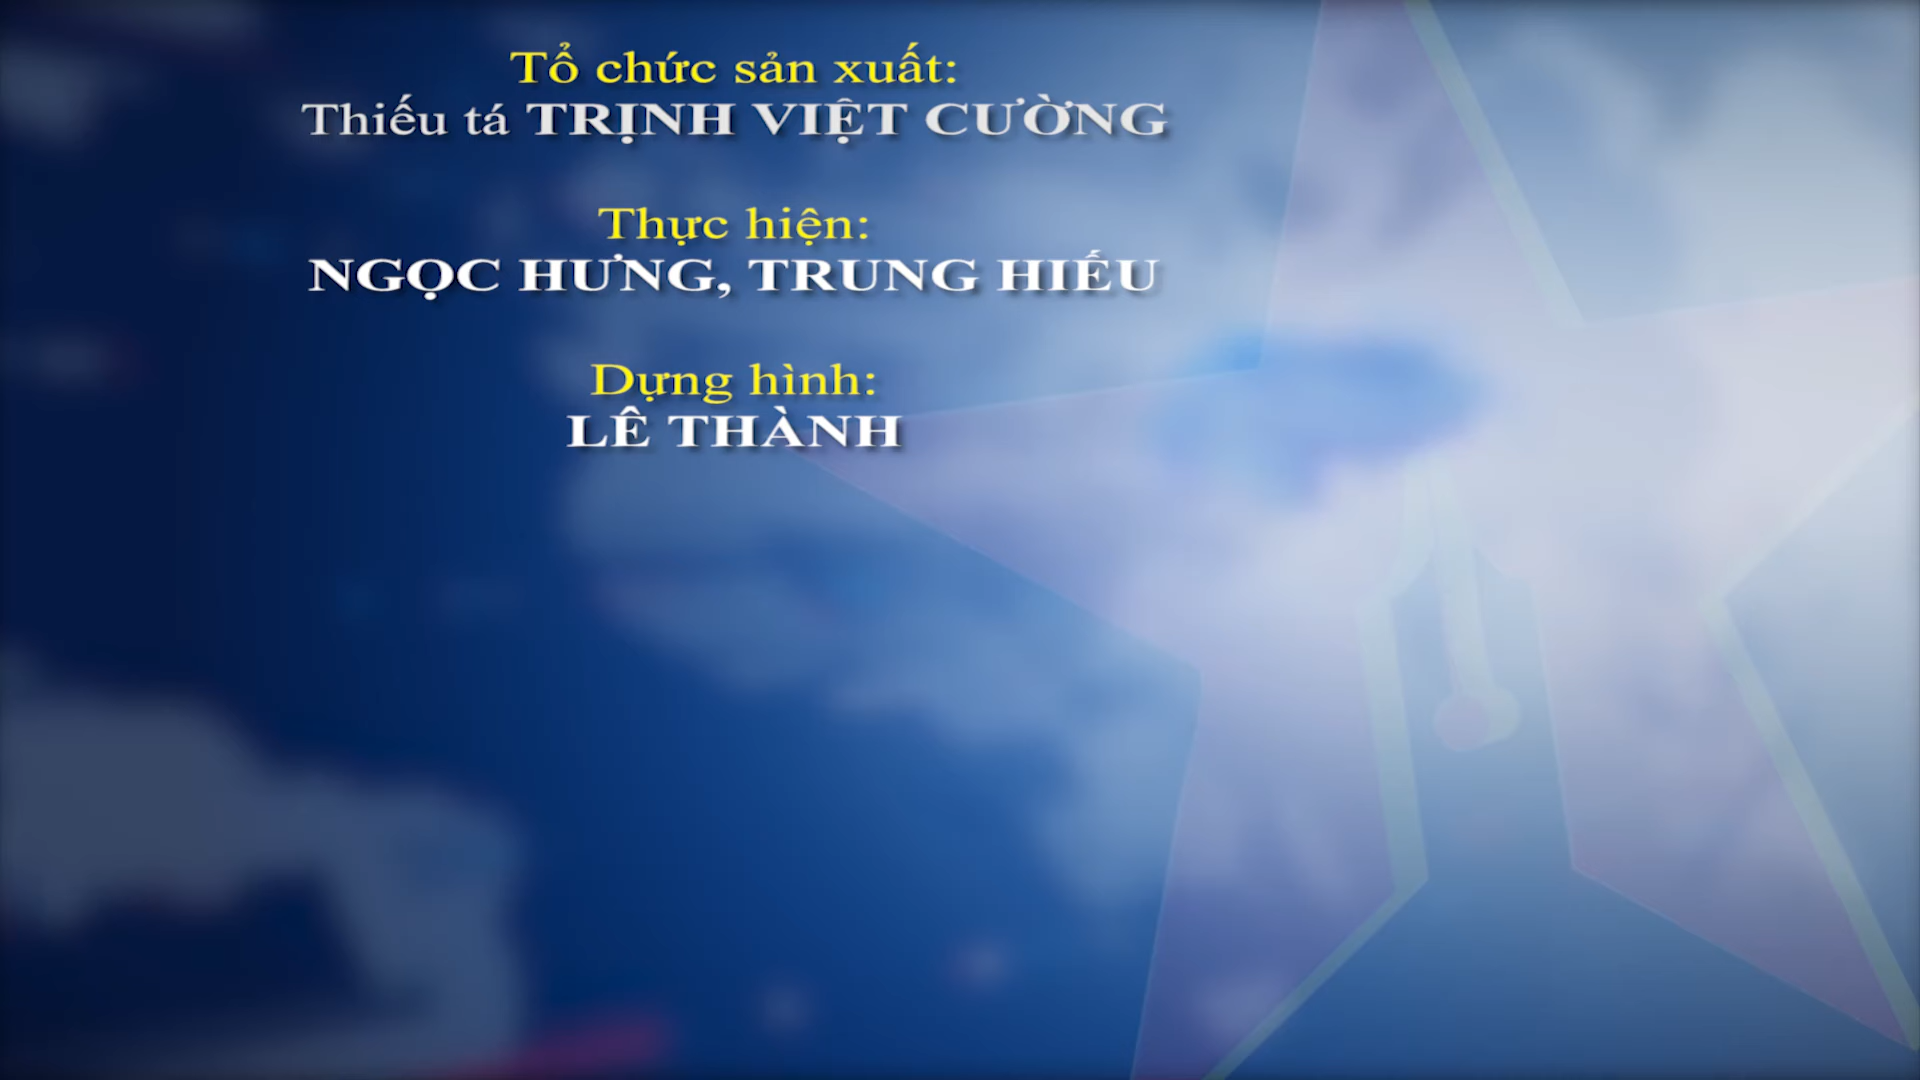 Tổ chức sản xuất:
Thiếu tá TRỊNH VIỆT CƯỜNG
Thực hiện:
NGỌC HƯNG, TRUNG HIẾU
Dựng hình:
LÊ THÀNH